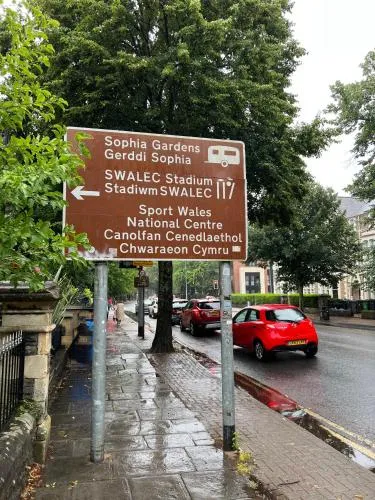 Sophia Gardens
Gerddi Sophia
SWALEC Stadium
Stadiwm SWALEC
Sport Wales
National Centre
Canolfan Cenedlaethol
Chwaraeon Cymru